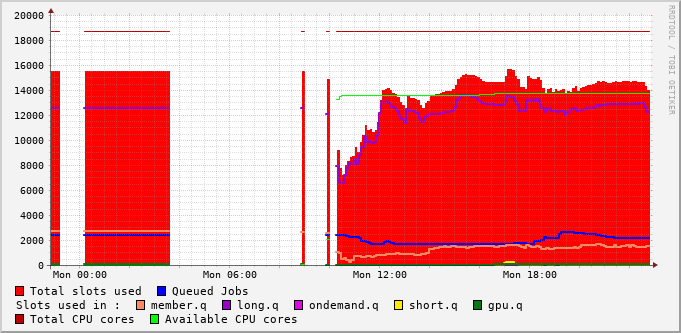 20000
18000
16000
14000
12000
10000
8000
6000
4000
2000
0
Mon 00:00 Mon 06:00 Mon 12:00 Mon 18:00
Total slots used Queued Jobs
Slots used in : member.q long.q ondemand.q short.q gpu.q
Total CPU cores Available CPU cores
RRDTOOL / TOBI OETIKER